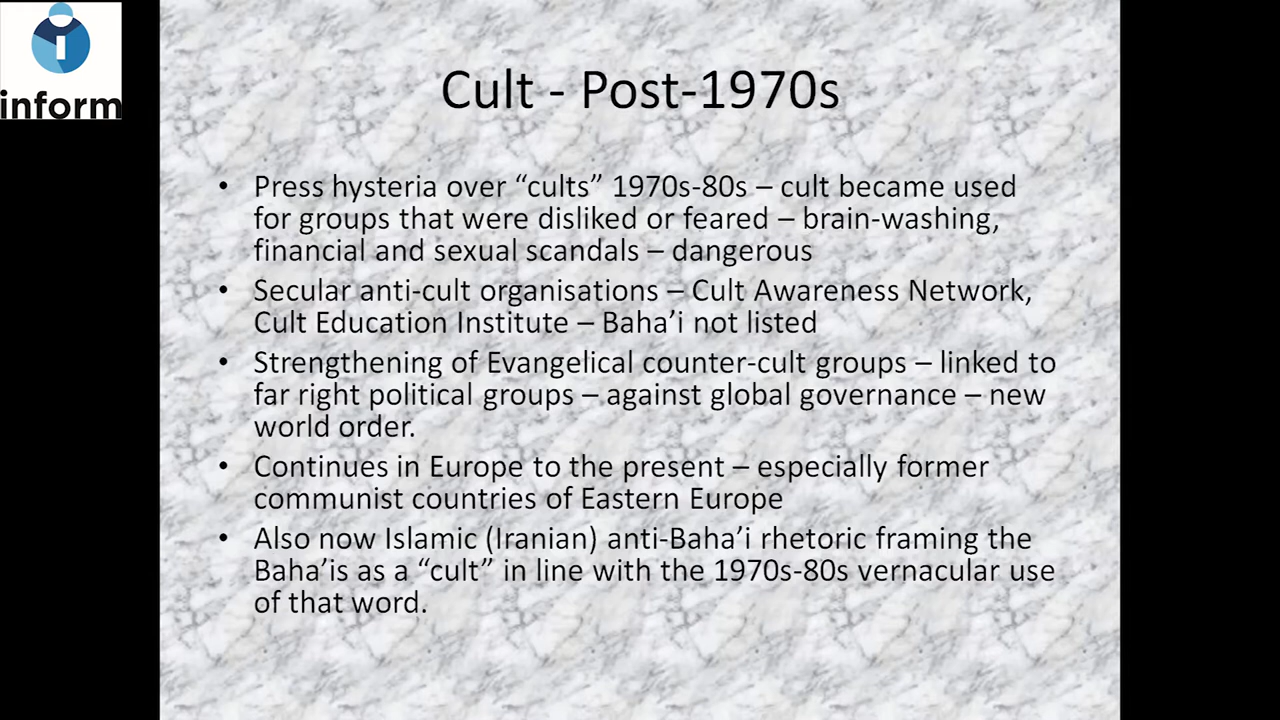 inform
Cult - Post-1970s
• Press hysteria over “cults” 1970s-80s – cult became used
for groups that were disliked or feared – brain-washing,
financial and sexual scandals – dangerous
• Secular anti-cult organisations – Cult Awareness Network,
Cult Education Institute – Baha’i not listed
• Strengthening of Evangelical counter-cult groups – linked to
far right political groups – against global governance – new
world order.
• Continues in Europe to the present – especially former
communist countries of Eastern Europe
• Also now Islamic (Iranian) anti-Baha’i rhetoric framing the
Baha’is as a “cult” in line with the 1970s-80s vernacular use
of that word.